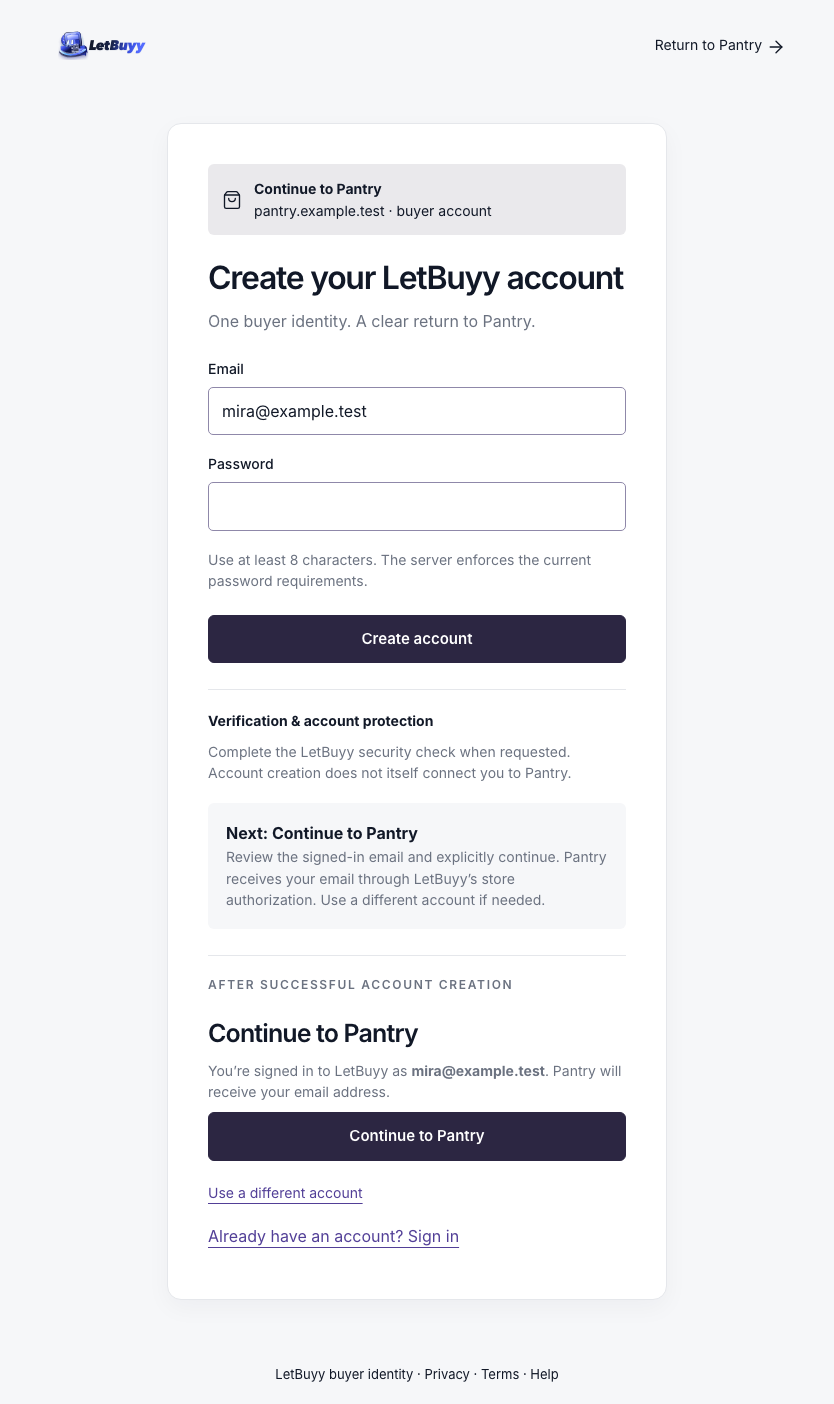 LetBuyy
Return to Pantry
Continue to Pantry
pantry.example.test · buyer account
Create your LetBuyy account
One buyer identity. A clear return to Pantry.
Email
mira@example.test
Password
Use at least 8 characters. The server enforces the current
password requirements.
Create account
Verification & account protection
Complete the LetBuyy security check when requested.
Account creation does not itself connect you to Pantry.
Next: Continue to Pantry
Review the signed-in email and explicitly continue. Pantry
receives your email through LetBuyy’s store
authorization. Use a different account if needed.
AFTER SUCCESSFUL ACCOUNT CREATION
Continue to Pantry
You’re signed in to LetBuyy as mira@example.test. Pantry will
receive your email address.
Continue to Pantry
Use a different account
Already have an account? Sign in
LetBuyy buyer identity · Privacy · Terms · Help